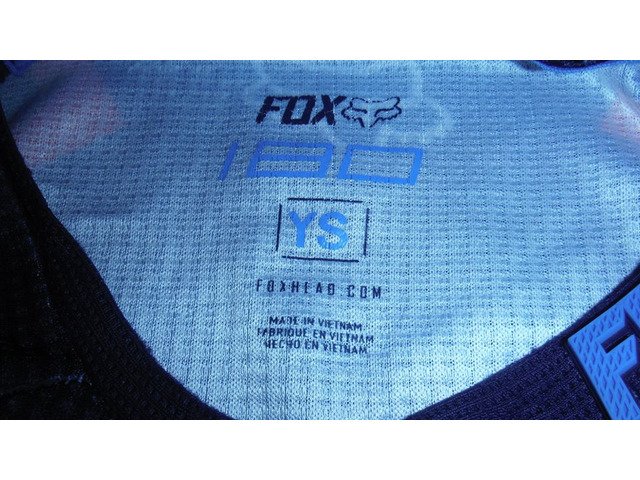 FOX
180
YS
FOXHEAD.COM
MADE IN VIETNAM
FABRIQUE EN VIETNAM
HECHO EN VIETNAM
F